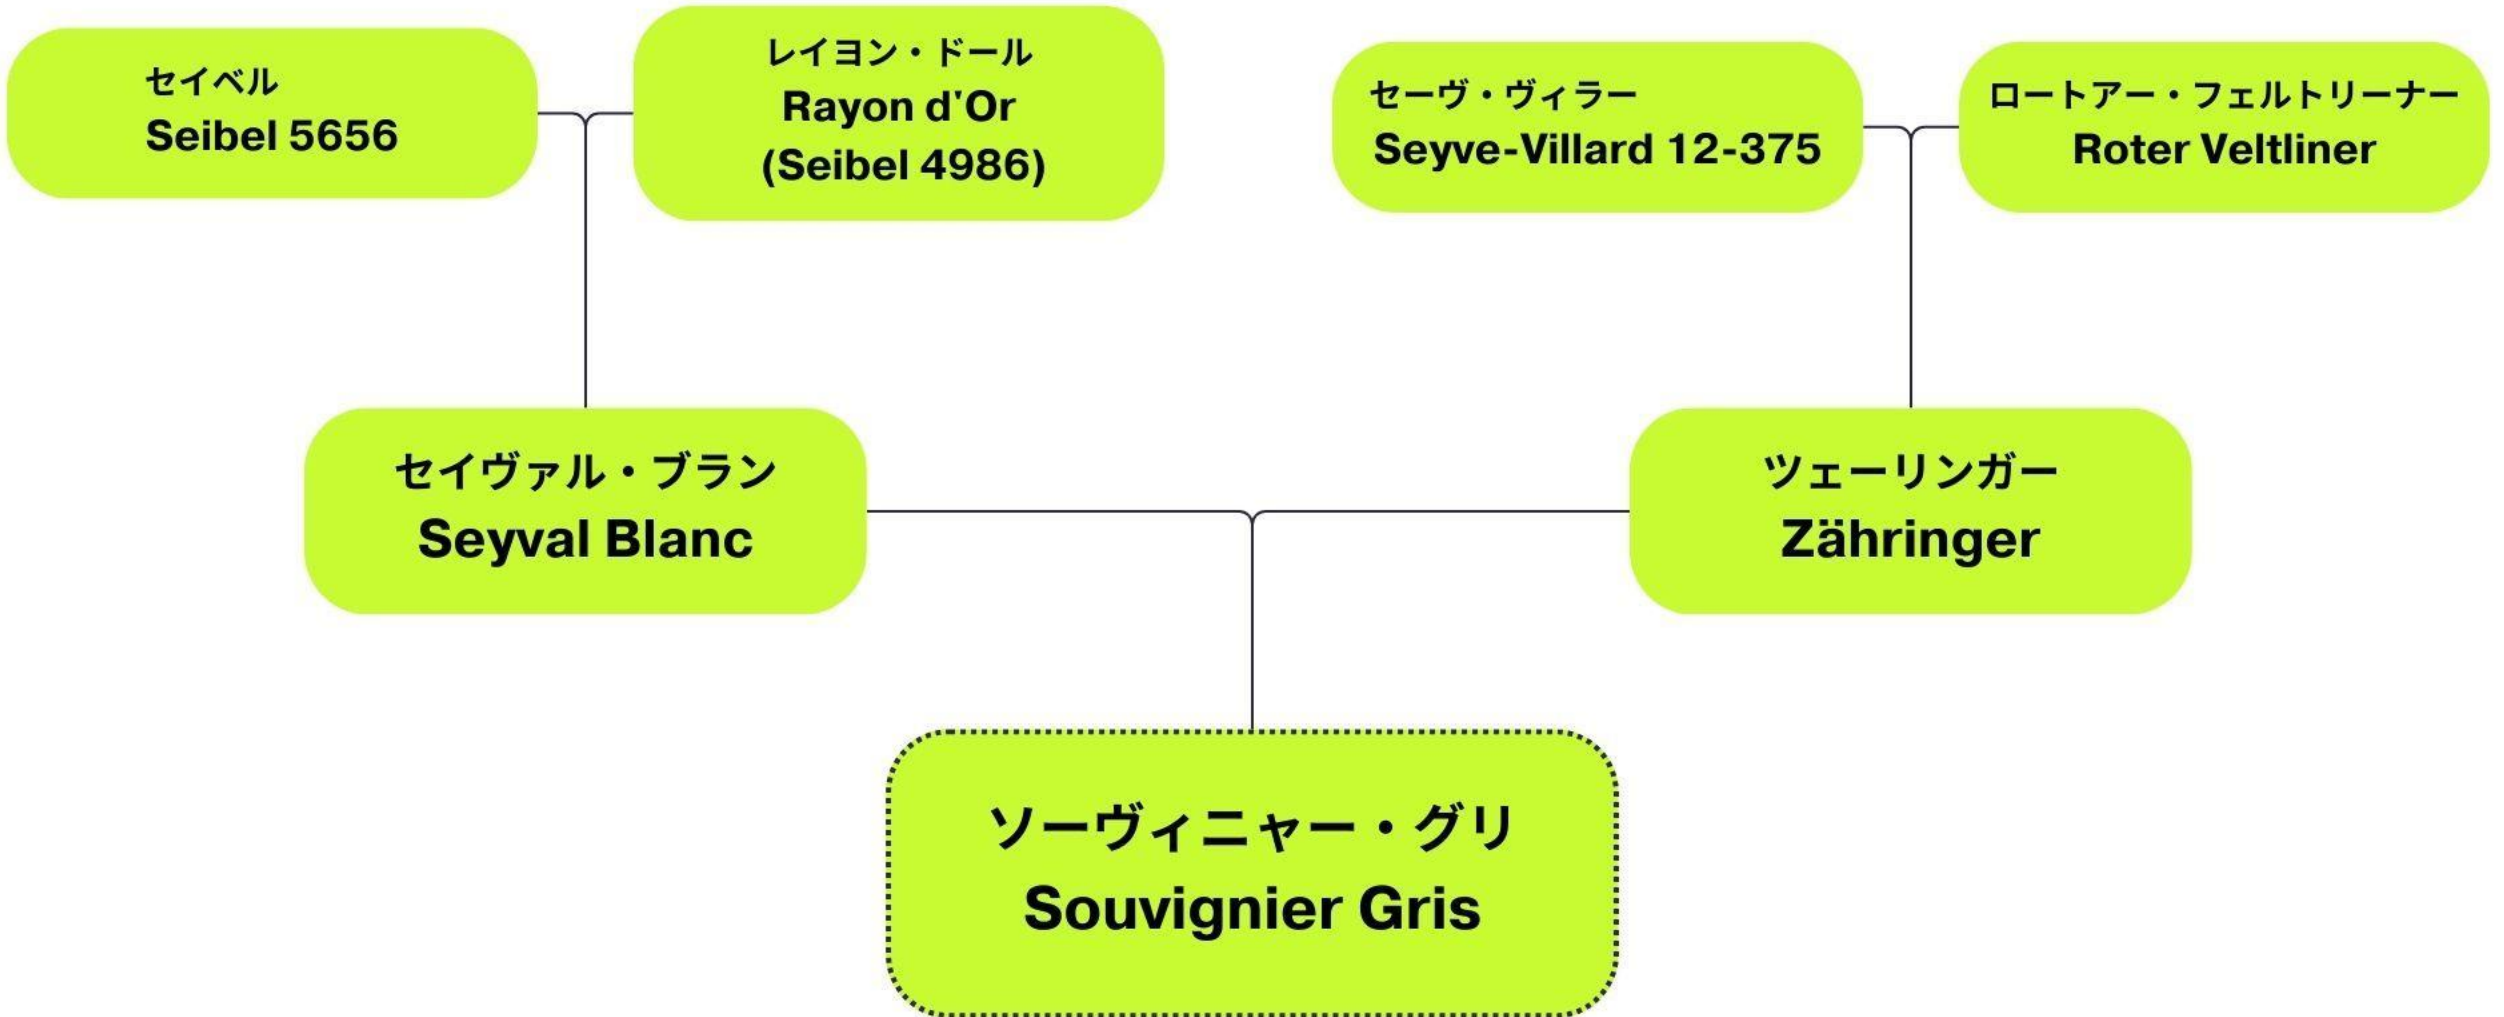 セイベル
Seibel 5656
レイヨン・ドール
Rayon d'Or
(Seibel 4986)
セーヴ・ヴィラー
Seyve-Villard 12-375
ロートアー・フェルトリーナー
Roter Veltliner
セイヴァル・ブラン
Seyval Blanc
ツェーリンガー
Zähringer
ソーヴィニャー・グリ
Souvignier Gris